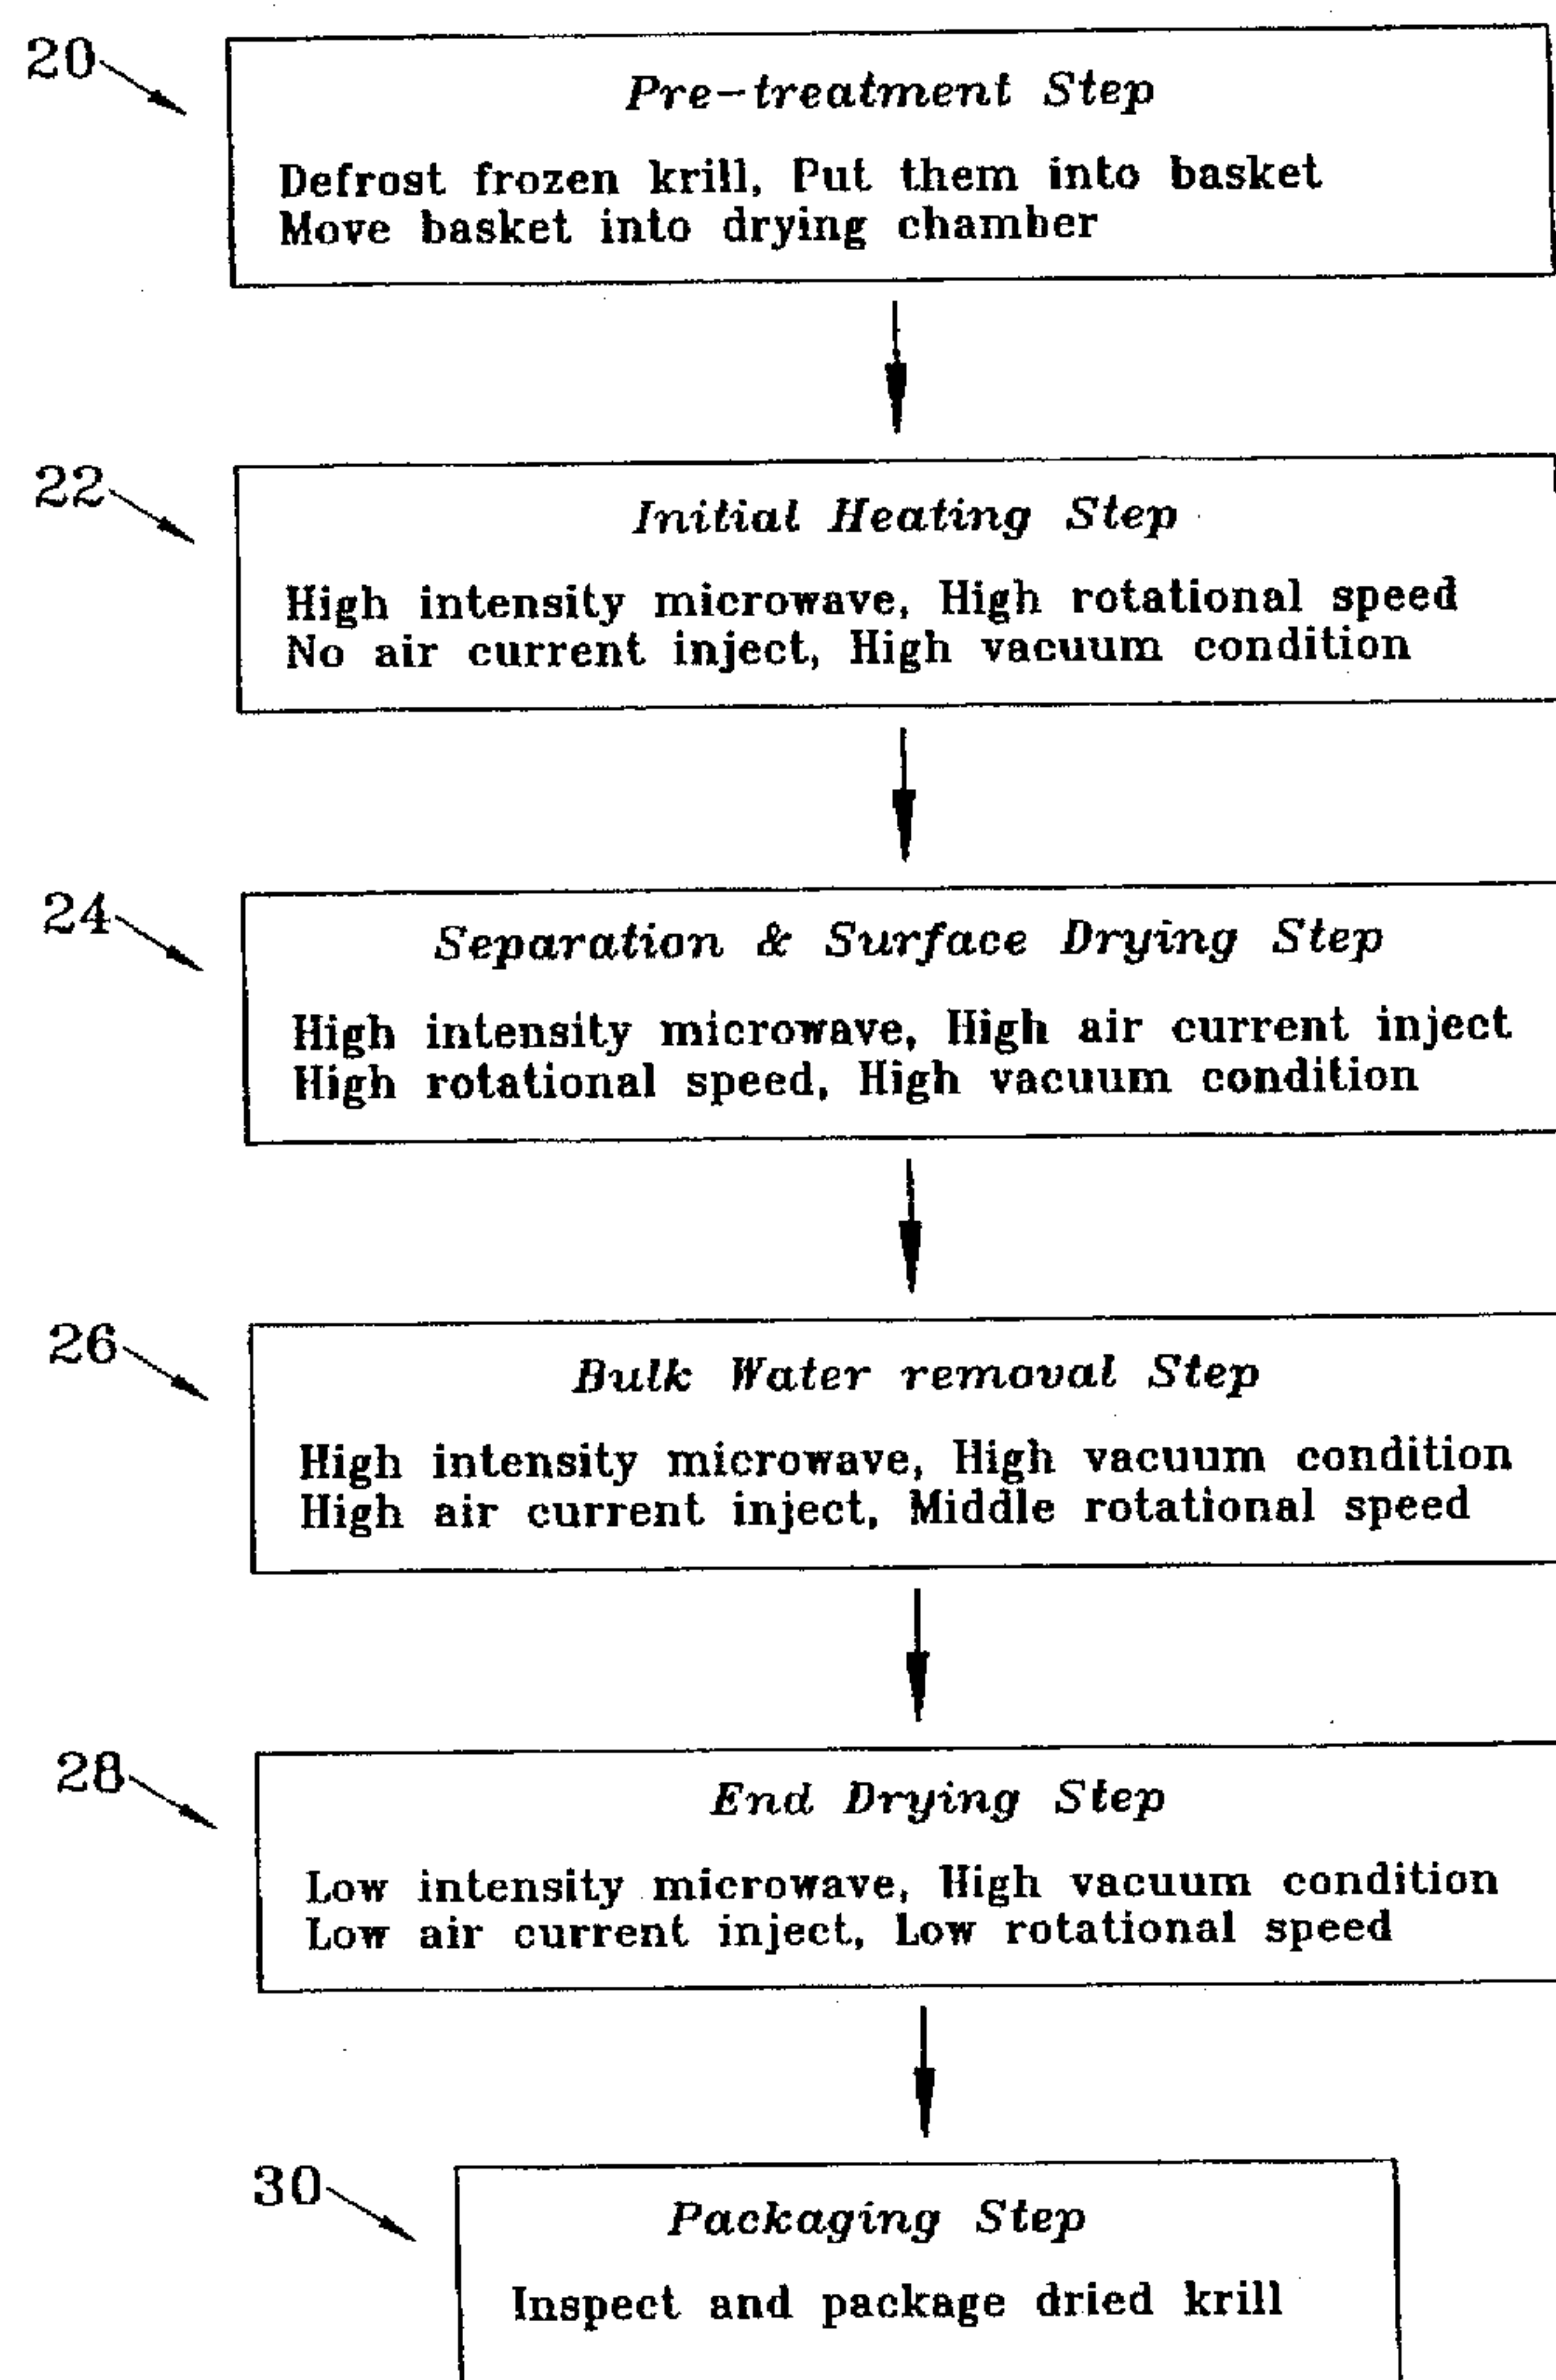 20
Pre-treatment Step
Defrost frozen krill, Put them into basket
Move basket into drying chamber
22
Initial Heating Step
High intensity microwave, High rotational speed
No air current inject, High vacuum condition
24
Separation & Surface Drying Step
High intensity microwave, High air current inject
High rotational speed, High vacuum condition
26
Bulk Water removal Step
High intensity microwave, High vacuum condition
High air current inject, Middle rotational speed
28
End Drying Step
Low intensity microwave, High vacuum condition
Low air current inject, Low rotational speed
30
Packaging Step
Inspect and package dried krill